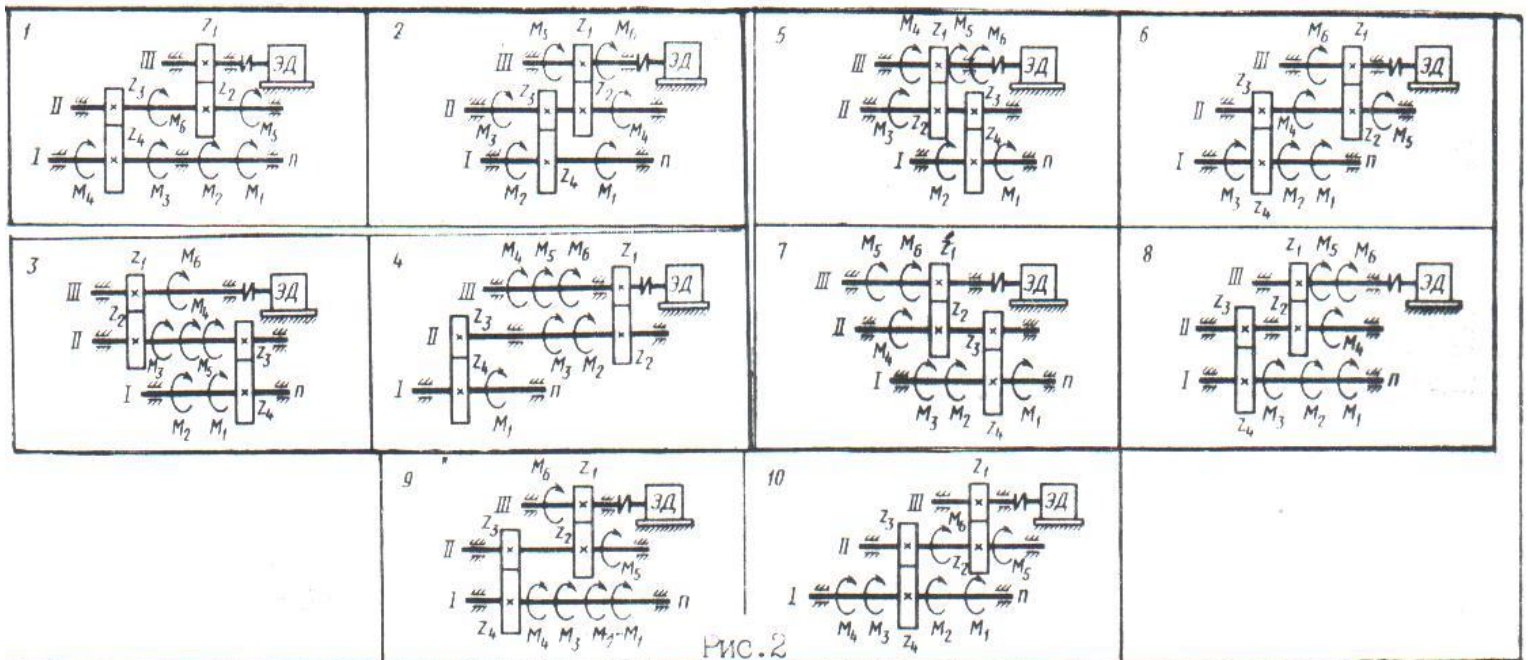 1
Z₁
III
ЭД
Z₃
Z₂
II
M₆
M₅
Z₄
I
n
M₄ M₃ M₂ M₁
2
M₅ Z₁ M₆
III
ЭД
Z₃
Z₂
II
M₃ M₄
I
n
M₂ Z₄ M₁
5
M₄ Z₁ M₅ M₆
III
ЭД
II
Z₃
M₃ Z₂
Z₄
I
n
M₂ M₁
6
M₆ Z₁
III
ЭД
Z₃
II
M₄ Z₂ M₅
I
n
M₃ Z₄ M₂ M₁
3
Z₁ M₆
III
ЭД
Z₂ M₄
II
M₃ M₅ Z₃
I
n
M₂ M₁ Z₄
4
M₄ M₅ M₆ Z₁
III
ЭД
Z₃
II
Z₄ M₃ M₂ Z₂
I
n
M₁
7
M₅ M₆ Z₁
III
ЭД
Z₂
II
Z₃
M₄
I
n
M₃ M₂ Z₄ M₁
8
Z₁ M₅ M₆
III
ЭД
Z₃ Z₂
II
M₄
I
n
Z₄ M₃ M₂ M₁
9
M₆ Z₁
III
ЭД
Z₃ Z₂
II
M₅
I
n
Z₄ M₄ M₃ M₂ M₁
10
Z₁
III
ЭД
Z₃ M₆
II
Z₂ M₅
I
n
M₄ M₃ Z₄ M₂ M₁
Рис.2